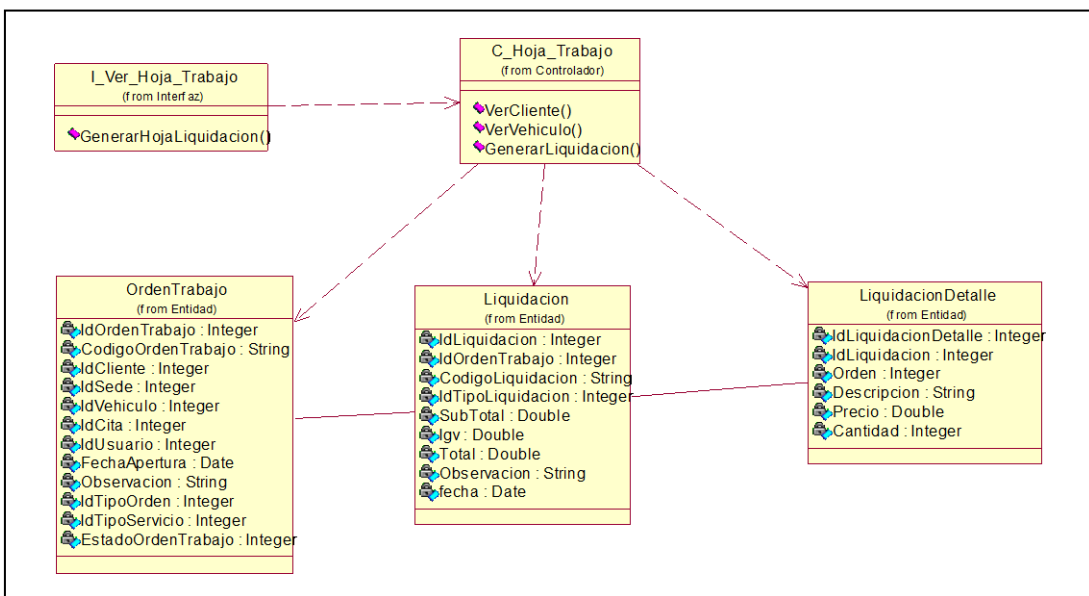 I_Ver_Hoja_Trabajo
(from Interfaz)
GenerarHojaLiquidacion()
C_Hoja_Trabajo
(from Controlador)
VerCliente()
VerVehiculo()
GenerarLiquidacion()
OrdenTrabajo
(from Entidad)
IdOrdenTrabajo : Integer
CodigoOrdenTrabajo : String
IdCliente : Integer
IdSede : Integer
IdVehiculo : Integer
IdCita : Integer
IdUsuario : Integer
FechaApertura : Date
Observacion : String
IdTipoOrden : Integer
IdTipoServicio : Integer
EstadoOrdenTrabajo : Integer
Liquidacion
(from Entidad)
IdLiquidacion : Integer
IdOrdenTrabajo : Integer
CodigoLiquidacion : String
IdTipoLiquidacion : Integer
SubTotal : Double
Igv : Double
Total : Double
Observacion : String
fecha : Date
LiquidacionDetalle
(from Entidad)
IdLiquidacionDetalle : Integer
IdLiquidacion : Integer
Orden : Integer
Descripcion : String
Precio : Double
Cantidad : Integer